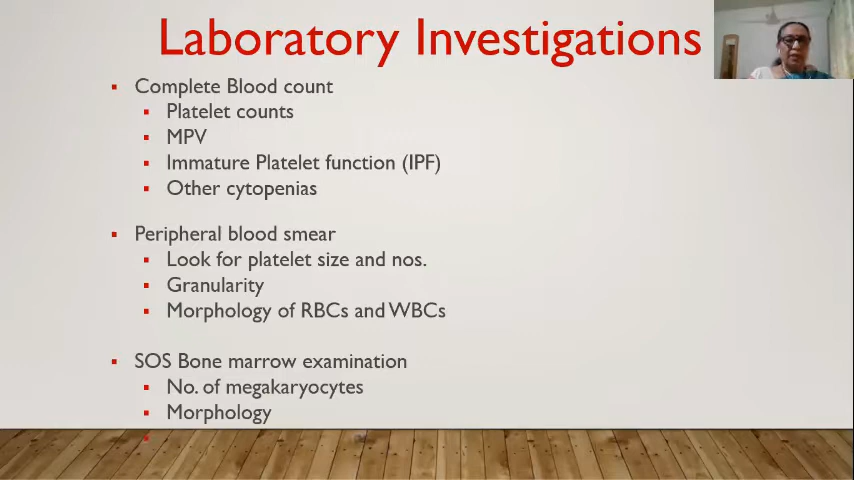 Laboratory Investigations
Complete Blood count
Platelet counts
MPV
Immature Platelet function (IPF)
Other cytopenias
Peripheral blood smear
Look for platelet size and nos.
Granularity
Morphology of RBCs and WBCs
SOS Bone marrow examination
No. of megakaryocytes
Morphology